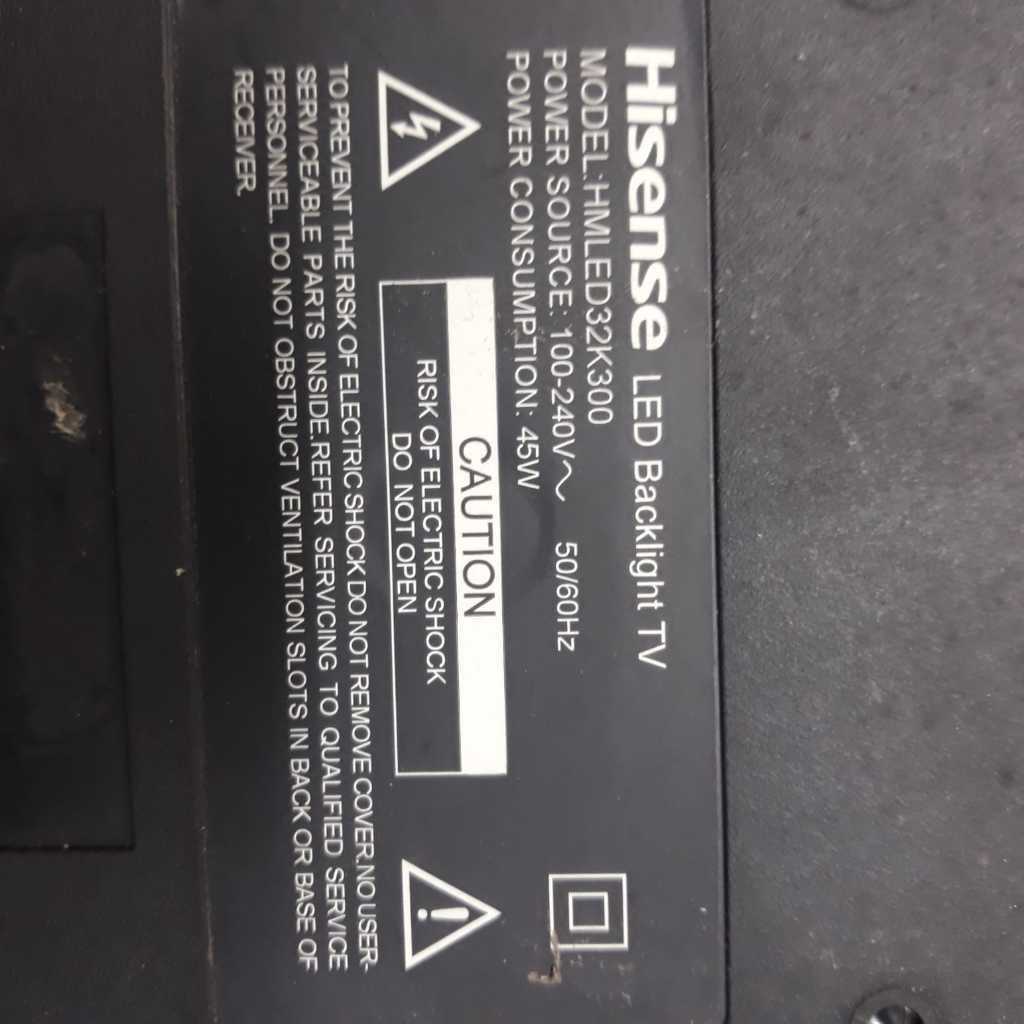 Hisense LED Backlight TV
MODEL:HMLED32K300
POWER SOURCE: 100-240V～ 50/60Hz
POWER CONSUMPTION: 45W
CAUTION
RISK OF ELECTRIC SHOCK
DO NOT OPEN
TO PREVENT THE RISK OF ELECTRIC SHOCK DO NOT REMOVE COVER.NO USER-
SERVICEABLE PARTS INSIDE.REFER SERVICING TO QUALIFIED SERVICE
PERSONNEL. DO NOT OBSTRUCT VENTILATION SLOTS IN BACK OR BASE OF
RECEIVER.